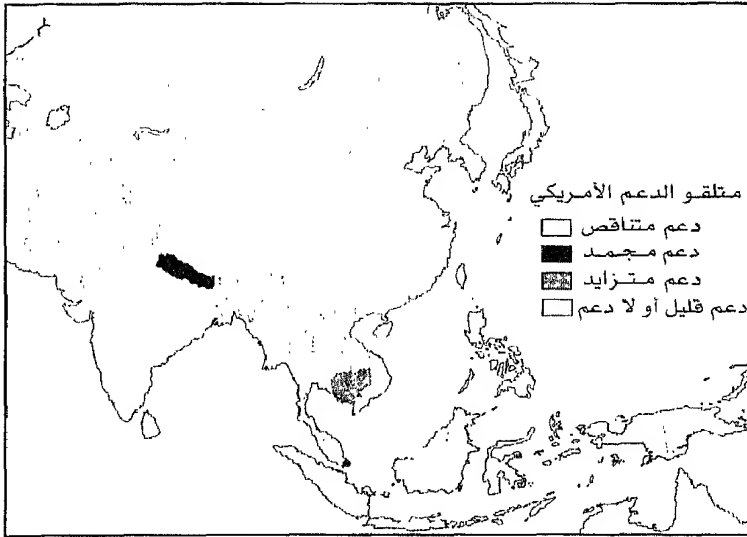 متلقو الدعم الأمريكي
دعم متناقص
دعم مجمد
دعم متزايد
دعم قليل أو لا دعم